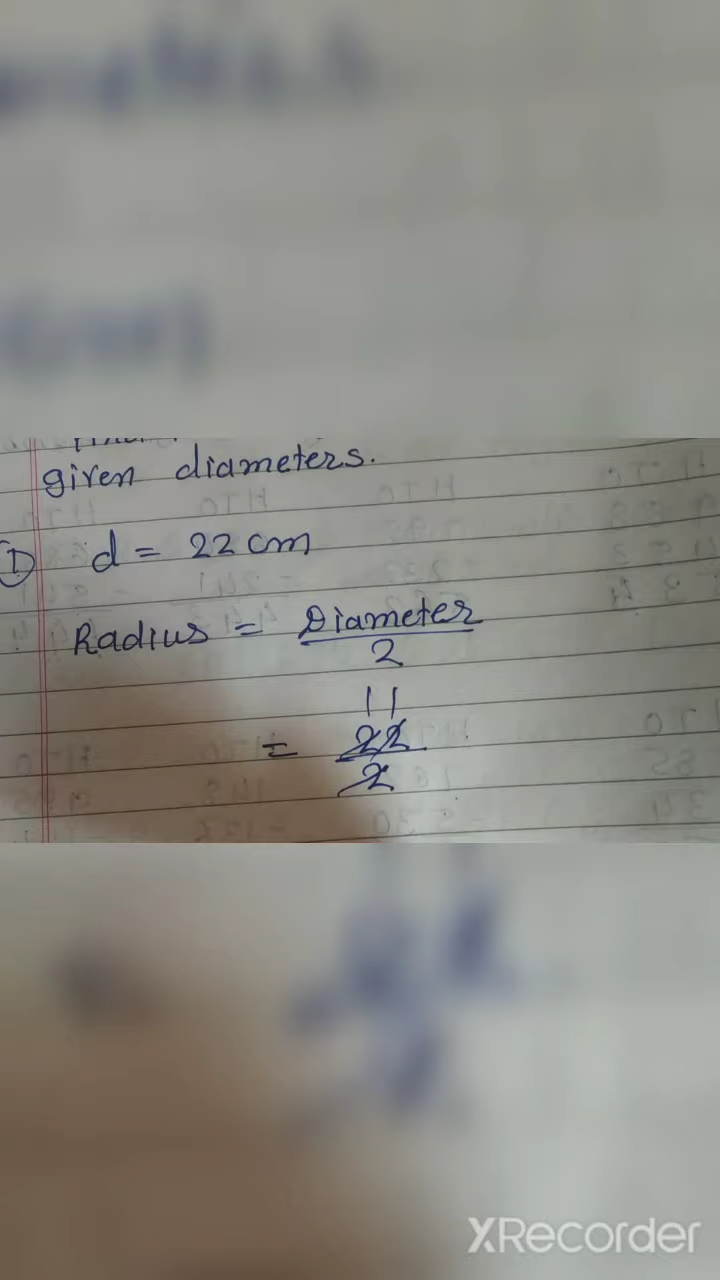 given diameters.
① d = 22 cm
Radius = Diameter
2
11
= 22
2
XRecorder